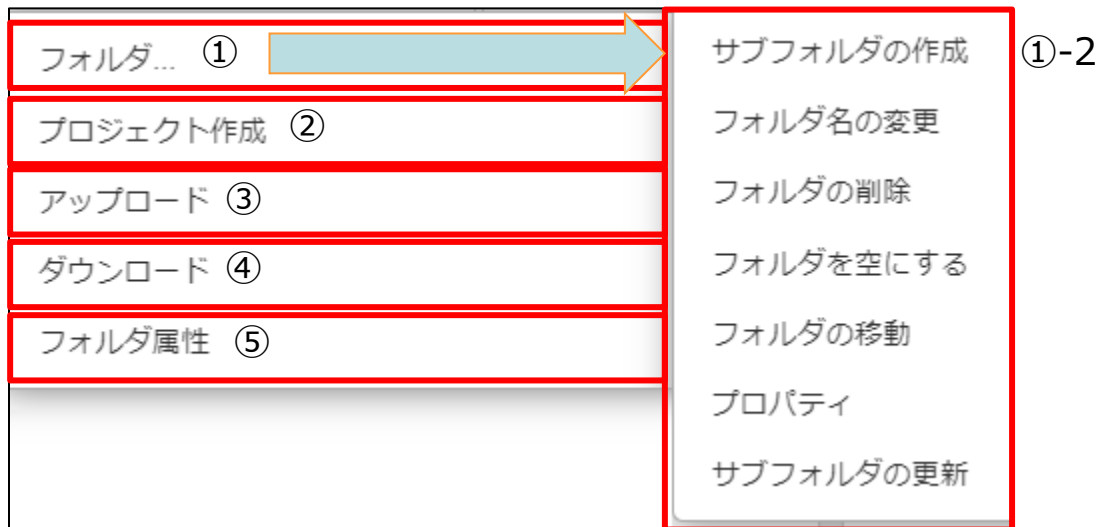 フォルダ... ①
プロジェクト作成 ②
アップロード ③
ダウンロード ④
フォルダ属性 ⑤
サブフォルダの作成
フォルダ名の変更
フォルダの削除
フォルダを空にする
フォルダの移動
プロパティ
サブフォルダの更新
①-2